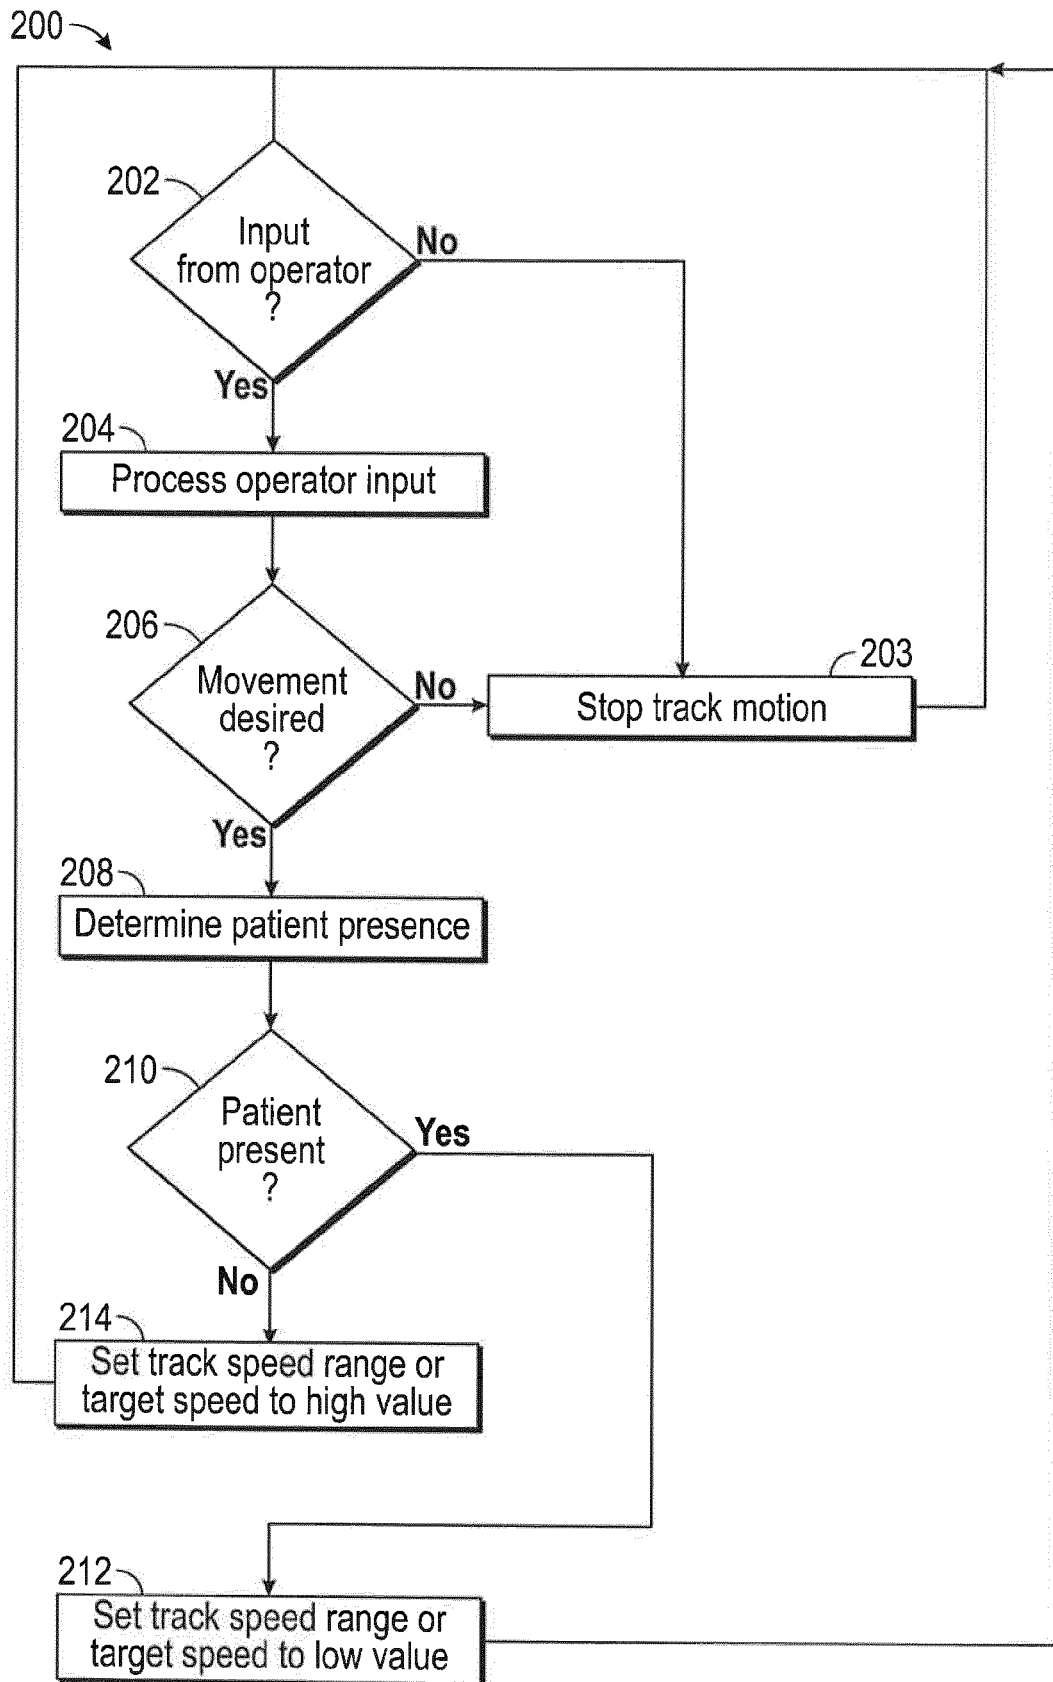 200
202
Input
from operator
?
No
Yes
204
Process operator input
206
Movement
desired
?
No
203
Stop track motion
Yes
208
Determine patient presence
210
Patient
present
?
Yes
No
214
Set track speed range or
target speed to high value
212
Set track speed range or
target speed to low value